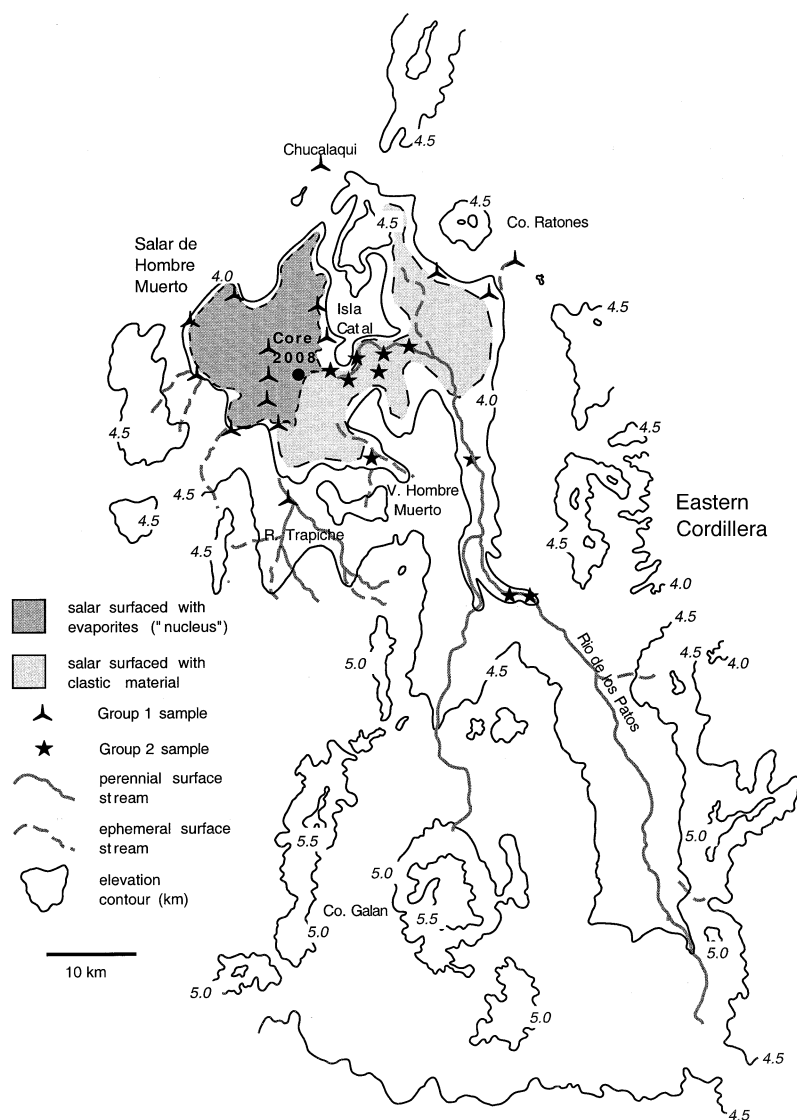 4.5
Chucalaqui
4.5
4.5
Co. Ratones
Salar de
Hombre
Muerto
4.0
Isla
Catal
4.5
Core
2008
4.0
4.5
4.5
4.5
V. Hombre
Muerto
4.5
R. Trapiche
4.5
4.5
Eastern
Cordillera
4.0
salar surfaced with
evaporites ("nucleus")
4.5
salar surfaced with
clastic material
5.0
4.5
Rio de los Patos
4.5
4.0
Group 1 sample
Group 2 sample
perennial surface
stream
ephemeral surface
stream
5.5
5.0
5.0
elevation
contour (km)
Co. Galan
5.5
5.0
5.0
10 km
5.0
5.0
4.5
4.5